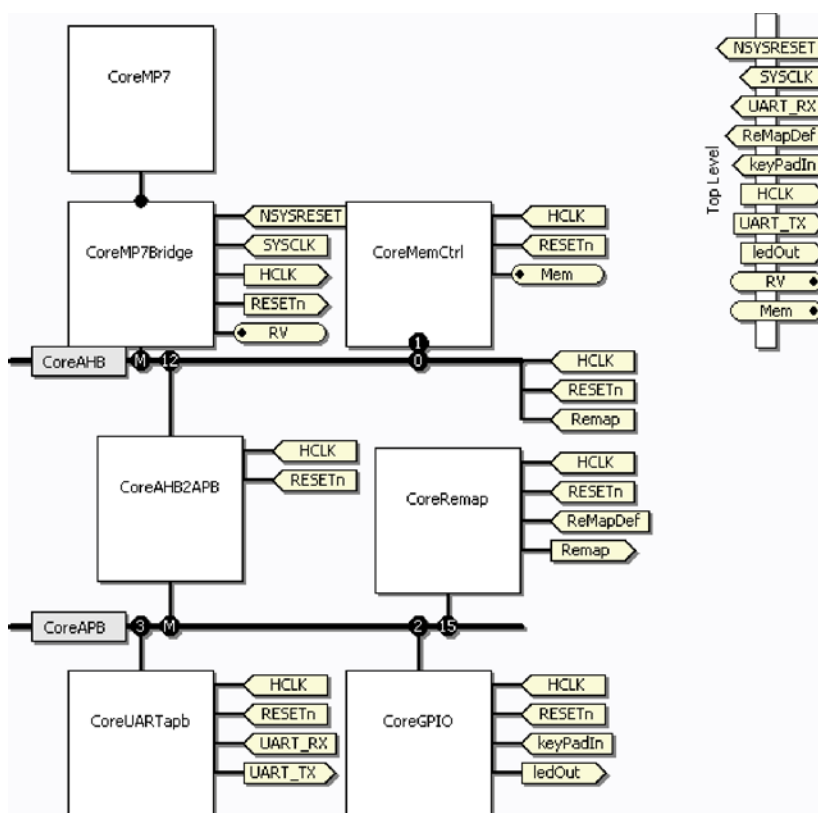 CoreMP7
NSYSRESET
SYSCLK
UART_RX
ReMapDef
keyPadIn
HCLK
UART_TX
ledOut
RV
Mem
Top Level
CoreMP7Bridge
NSYSRESET
SYSCLK
HCLK
RESETn
RV
CoreMemCtrl
HCLK
RESETn
Mem
1
CoreAHB
M
12
0
HCLK
RESETn
Remap
CoreAHB2APB
HCLK
RESETn
CoreRemap
HCLK
RESETn
ReMapDef
Remap
CoreAPB
3
M
2
15
CoreUARTapb
HCLK
RESETn
UART_RX
UART_TX
CoreGPIO
HCLK
RESETn
keyPadIn
ledOut